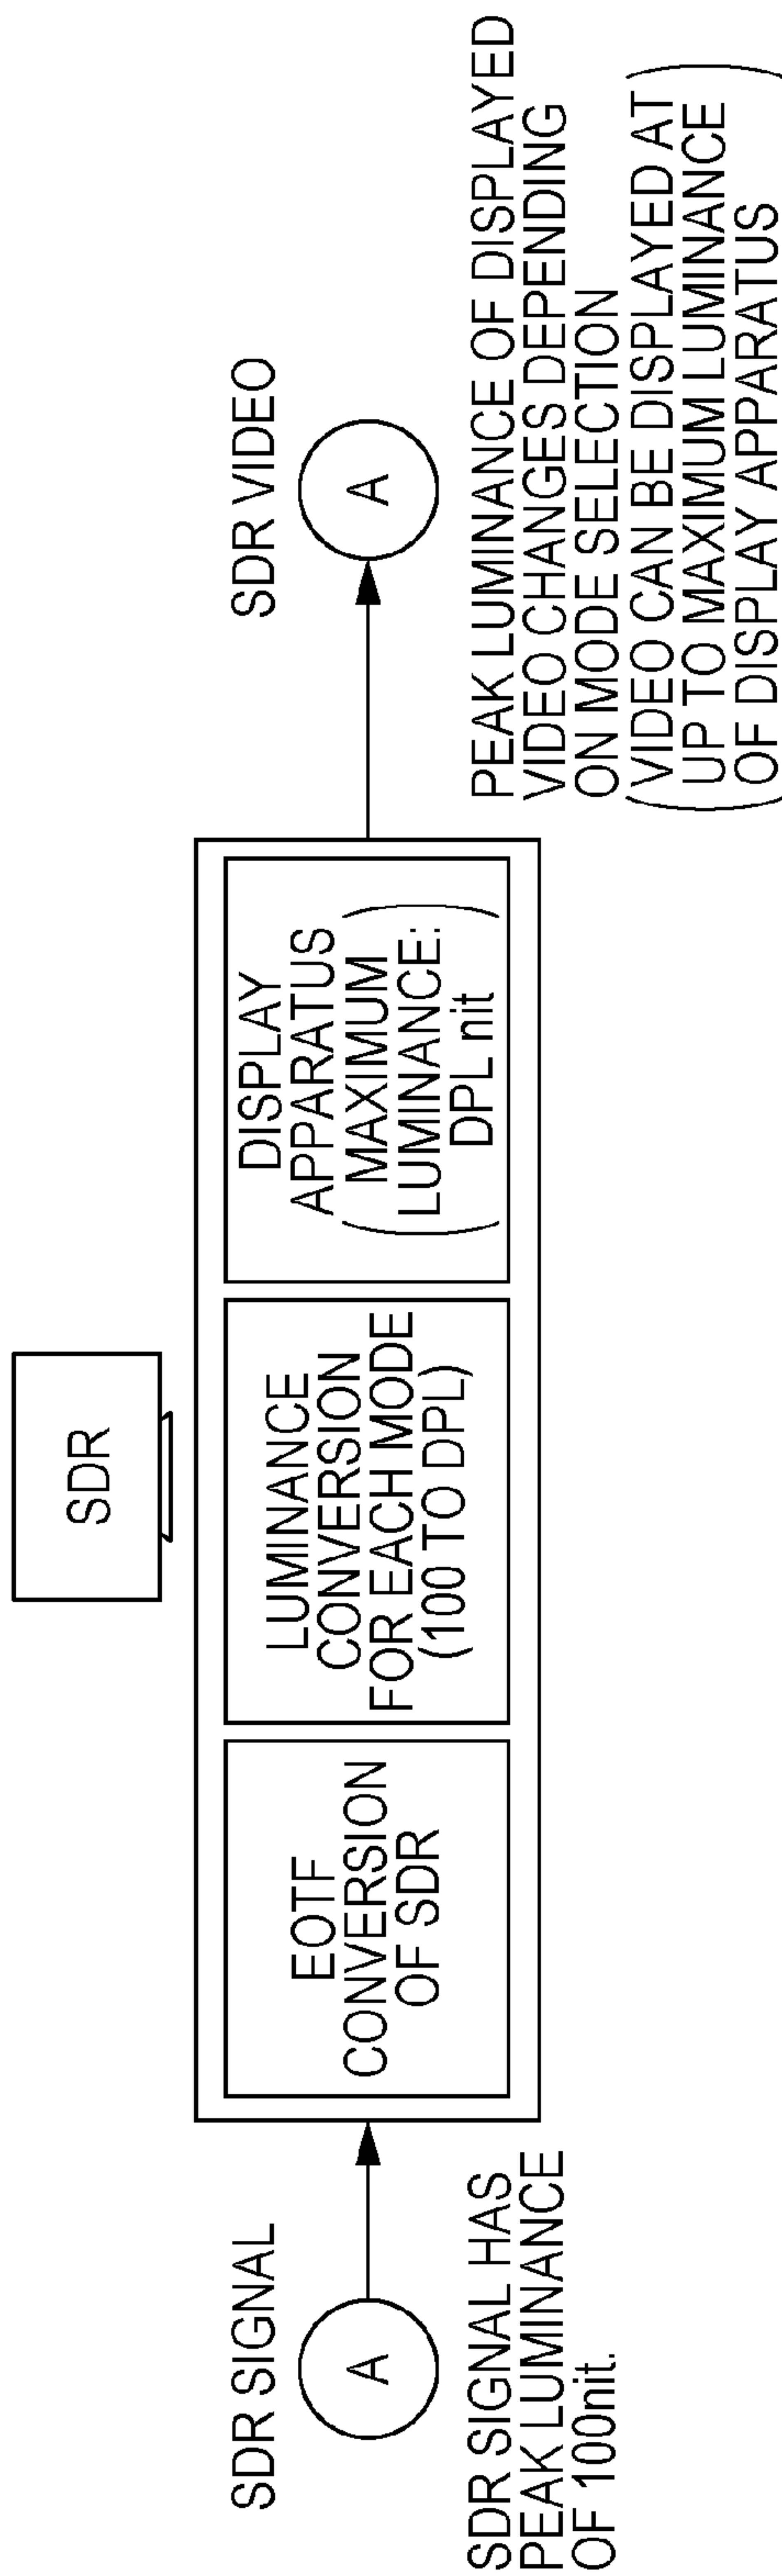 SDR
SDR SIGNAL
A
SDR SIGNAL HAS
PEAK LUMINANCE
OF 100nit.
EOTF
CONVERSION
OF SDR
LUMINANCE
CONVERSION
FOR EACH MODE
(100 TO DPL)
DISPLAY
APPARATUS
(MAXIMUM
LUMINANCE:
DPL nit)
SDR VIDEO
A
PEAK LUMINANCE OF DISPLAYED
VIDEO CHANGES DEPENDING
ON MODE SELECTION
(VIDEO CAN BE DISPLAYED AT
UP TO MAXIMUM LUMINANCE
OF DISPLAY APPARATUS)